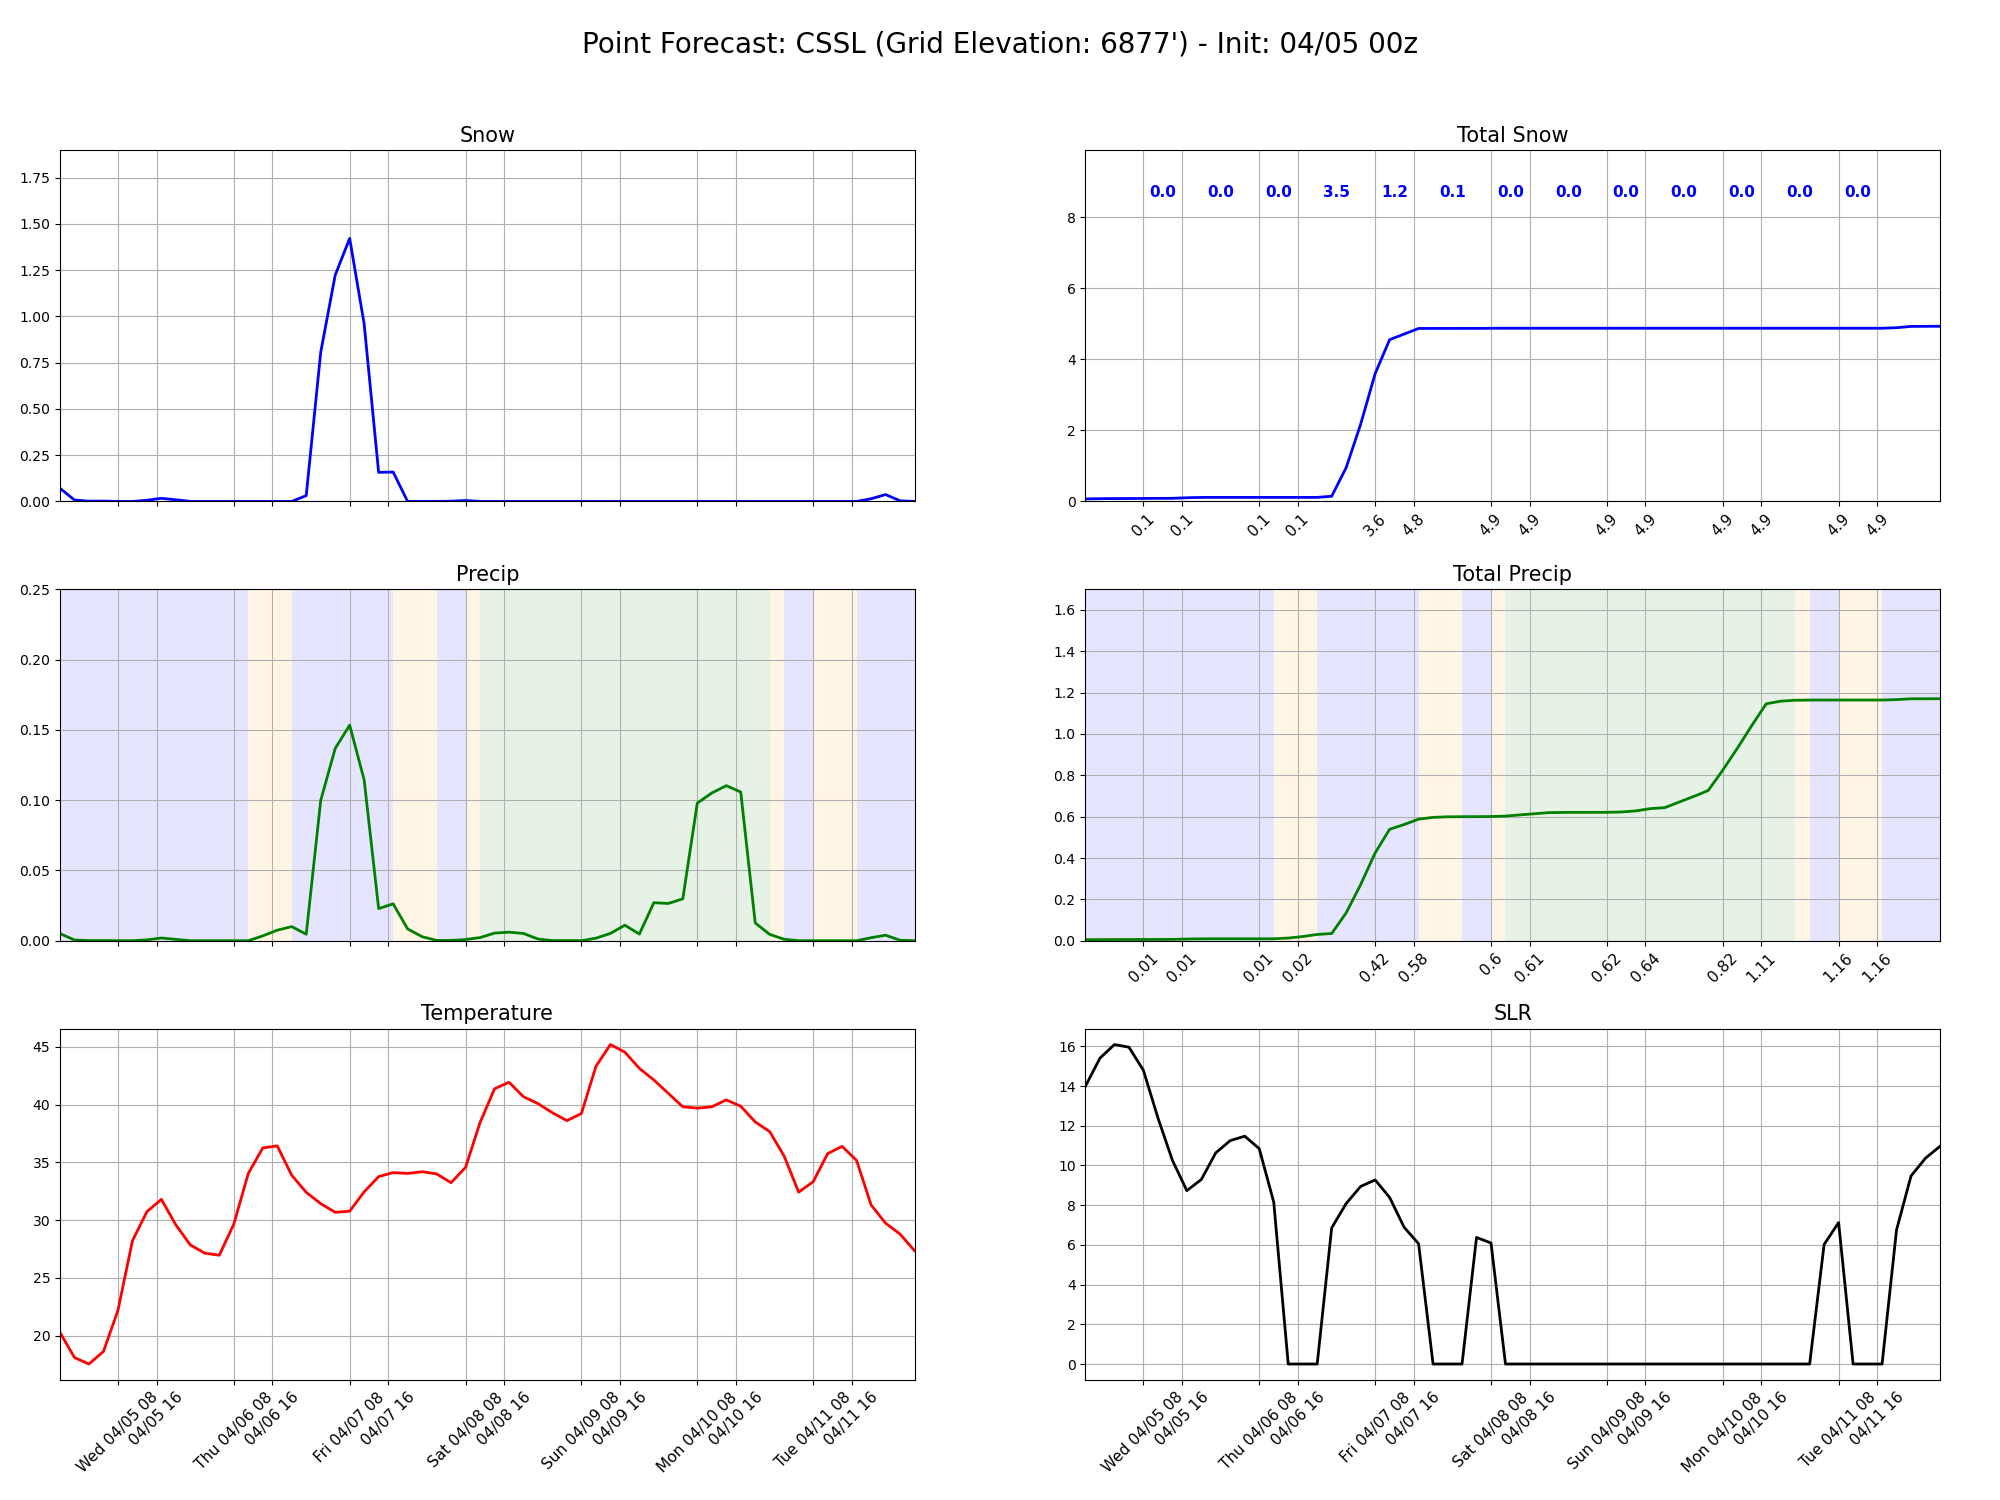 Point Forecast: CSSL (Grid Elevation: 6877') - Init: 04/05 00z
Snow
1.75
1.50
1.25
1.00
0.75
0.50
0.25
0.00
Total Snow
0.0 0.0 0.0 3.5 1.2 0.1 0.0 0.0 0.0 0.0 0.0 0.0 0.0
8
6
4
2
0
0.1 0.1 0.1 0.1 3.6 4.8 4.9 4.9 4.9 4.9 4.9 4.9 4.9 4.9
Precip
0.25
0.20
0.15
0.10
0.05
0.00
Total Precip
1.6
1.4
1.2
1.0
0.8
0.6
0.4
0.2
0.0
0.01 0.01 0.01 0.02 0.42 0.58 0.6 0.61 0.62 0.64 0.82 1.11 1.16 1.16
Temperature
45
40
35
30
25
20
Wed 04/05 08
04/05 16
Thu 04/06 08
04/06 16
Fri 04/07 08
04/07 16
Sat 04/08 08
04/08 16
Sun 04/09 08
04/09 16
Mon 04/10 08
04/10 16
Tue 04/11 08
04/11 16
SLR
16
14
12
10
8
6
4
2
0
Wed 04/05 08
04/05 16
Thu 04/06 08
04/06 16
Fri 04/07 08
04/07 16
Sat 04/08 08
04/08 16
Sun 04/09 08
04/09 16
Mon 04/10 08
04/10 16
Tue 04/11 08
04/11 16